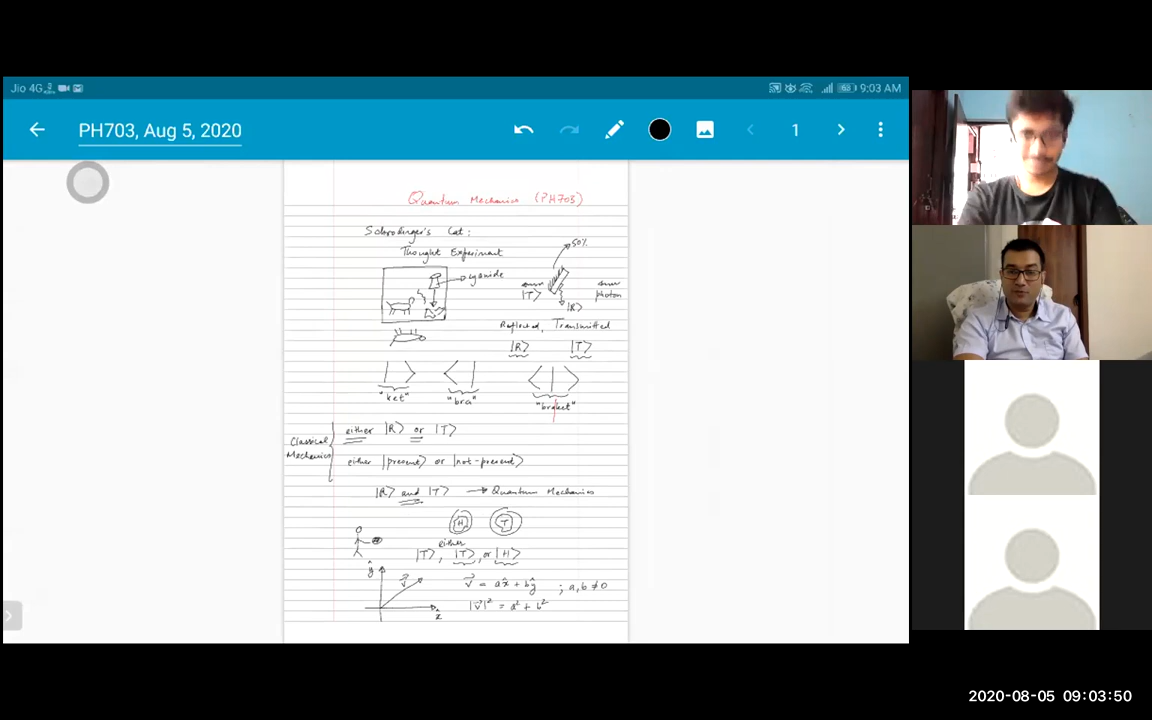 Jio 4G
63
9:03 AM
PH703, Aug 5, 2020
1
Quantum Mechanics (PH703)
Schrodinger's Cat:
Thought Experiment
50%
cyanide
|T⟩
photon
|R⟩
Reflected, Transmitted
|R⟩ |T⟩
| ⟩ ⟨ | ⟨ | ⟩
"ket" "bra" "braket"
Classical Mechanics
either |R⟩ or |T⟩
either |present⟩ or |not-present⟩
|R⟩ and |T⟩ → Quantum Mechanics
H T
either
|T⟩, |T⟩, or |H⟩
ŷ
v⃗
x̂
v⃗ = ax̂ + bŷ ; a, b ≠ 0
|v⃗|² = a² + b²
2020-08-05 09:03:50